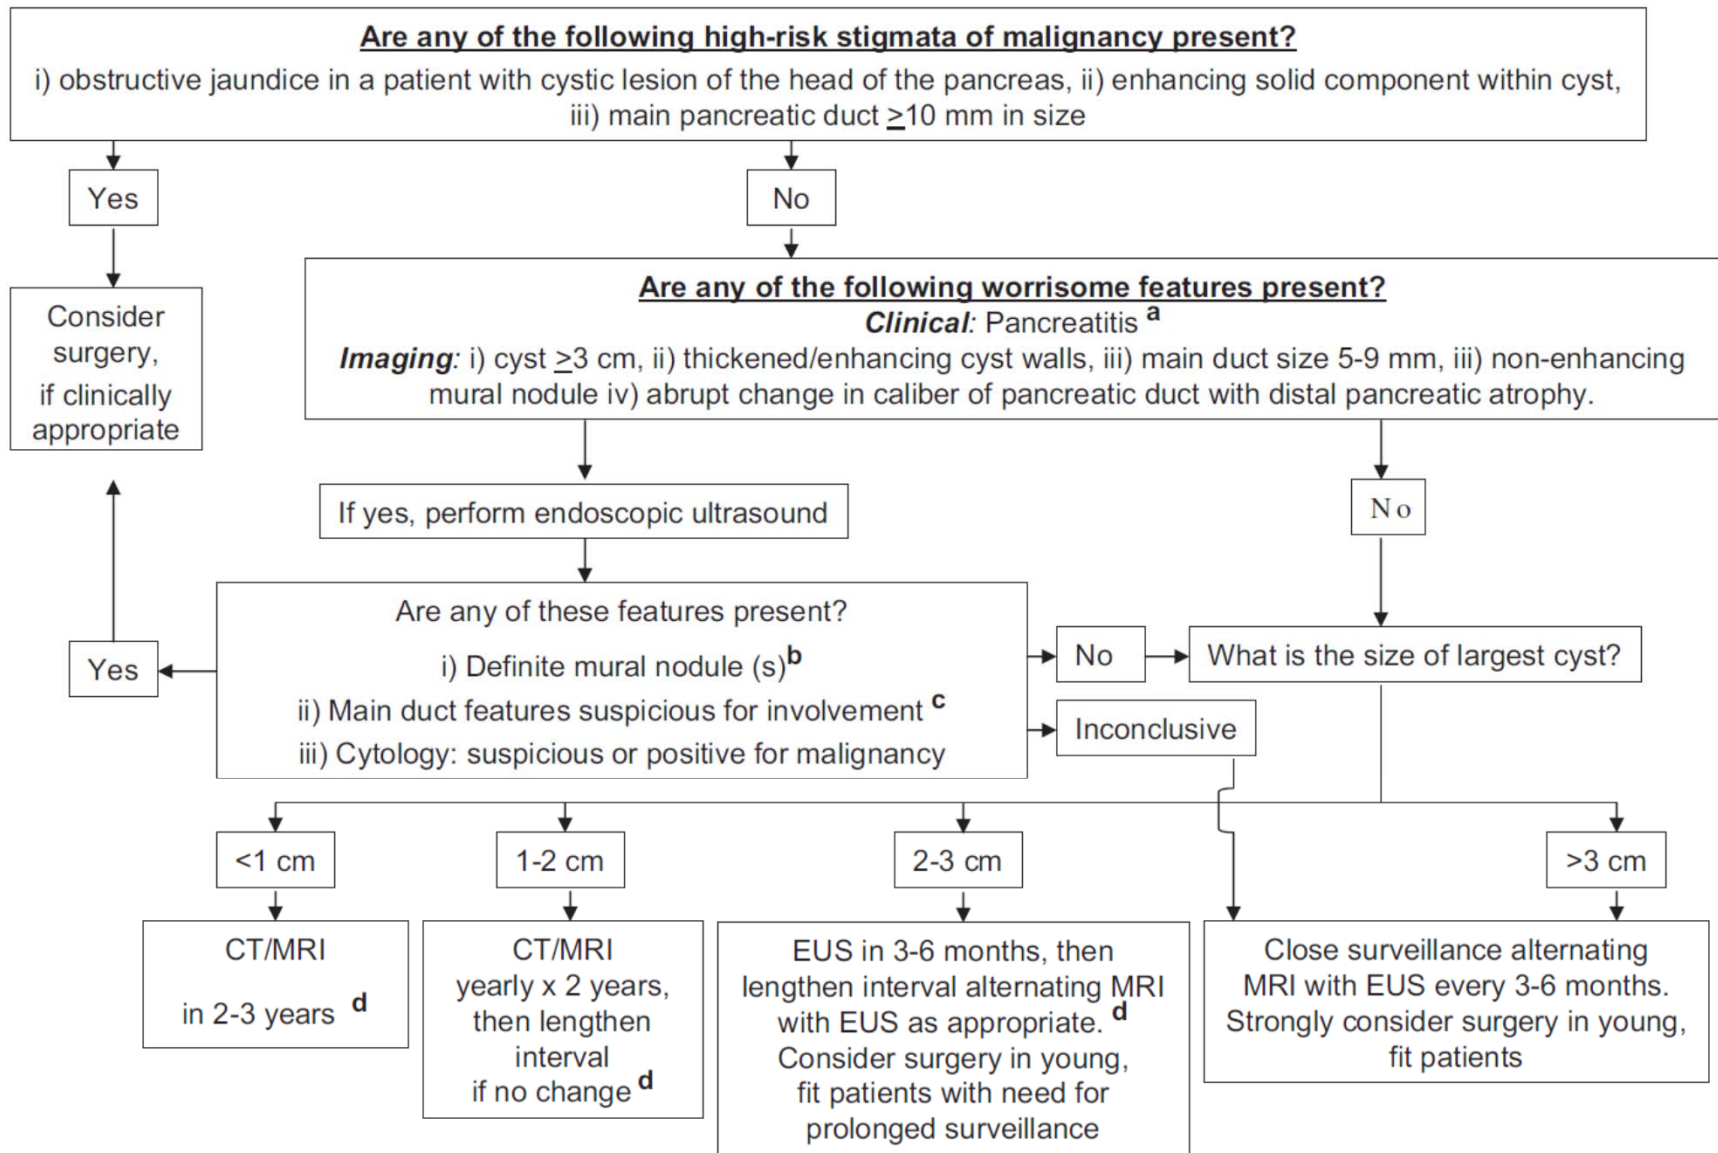 Are any of the following high-risk stigmata of malignancy present?
i) obstructive jaundice in a patient with cystic lesion of the head of the pancreas, ii) enhancing solid component within cyst,
iii) main pancreatic duct ≥10 mm in size
Yes
No
Consider
surgery,
if clinically
appropriate
Are any of the following worrisome features present?
Clinical: Pancreatitis a
Imaging: i) cyst ≥3 cm, ii) thickened/enhancing cyst walls, iii) main duct size 5-9 mm, iii) non-enhancing
mural nodule iv) abrupt change in caliber of pancreatic duct with distal pancreatic atrophy.
If yes, perform endoscopic ultrasound
No
Are any of these features present?
i) Definite mural nodule (s) b
ii) Main duct features suspicious for involvement c
iii) Cytology: suspicious or positive for malignancy
Yes
No
What is the size of largest cyst?
Inconclusive
<1 cm
1-2 cm
2-3 cm
>3 cm
CT/MRI
in 2-3 years d
CT/MRI
yearly x 2 years,
then lengthen
interval
if no change d
EUS in 3-6 months, then
lengthen interval alternating MRI
with EUS as appropriate. d
Consider surgery in young,
fit patients with need for
prolonged surveillance
Close surveillance alternating
MRI with EUS every 3-6 months.
Strongly consider surgery in young,
fit patients